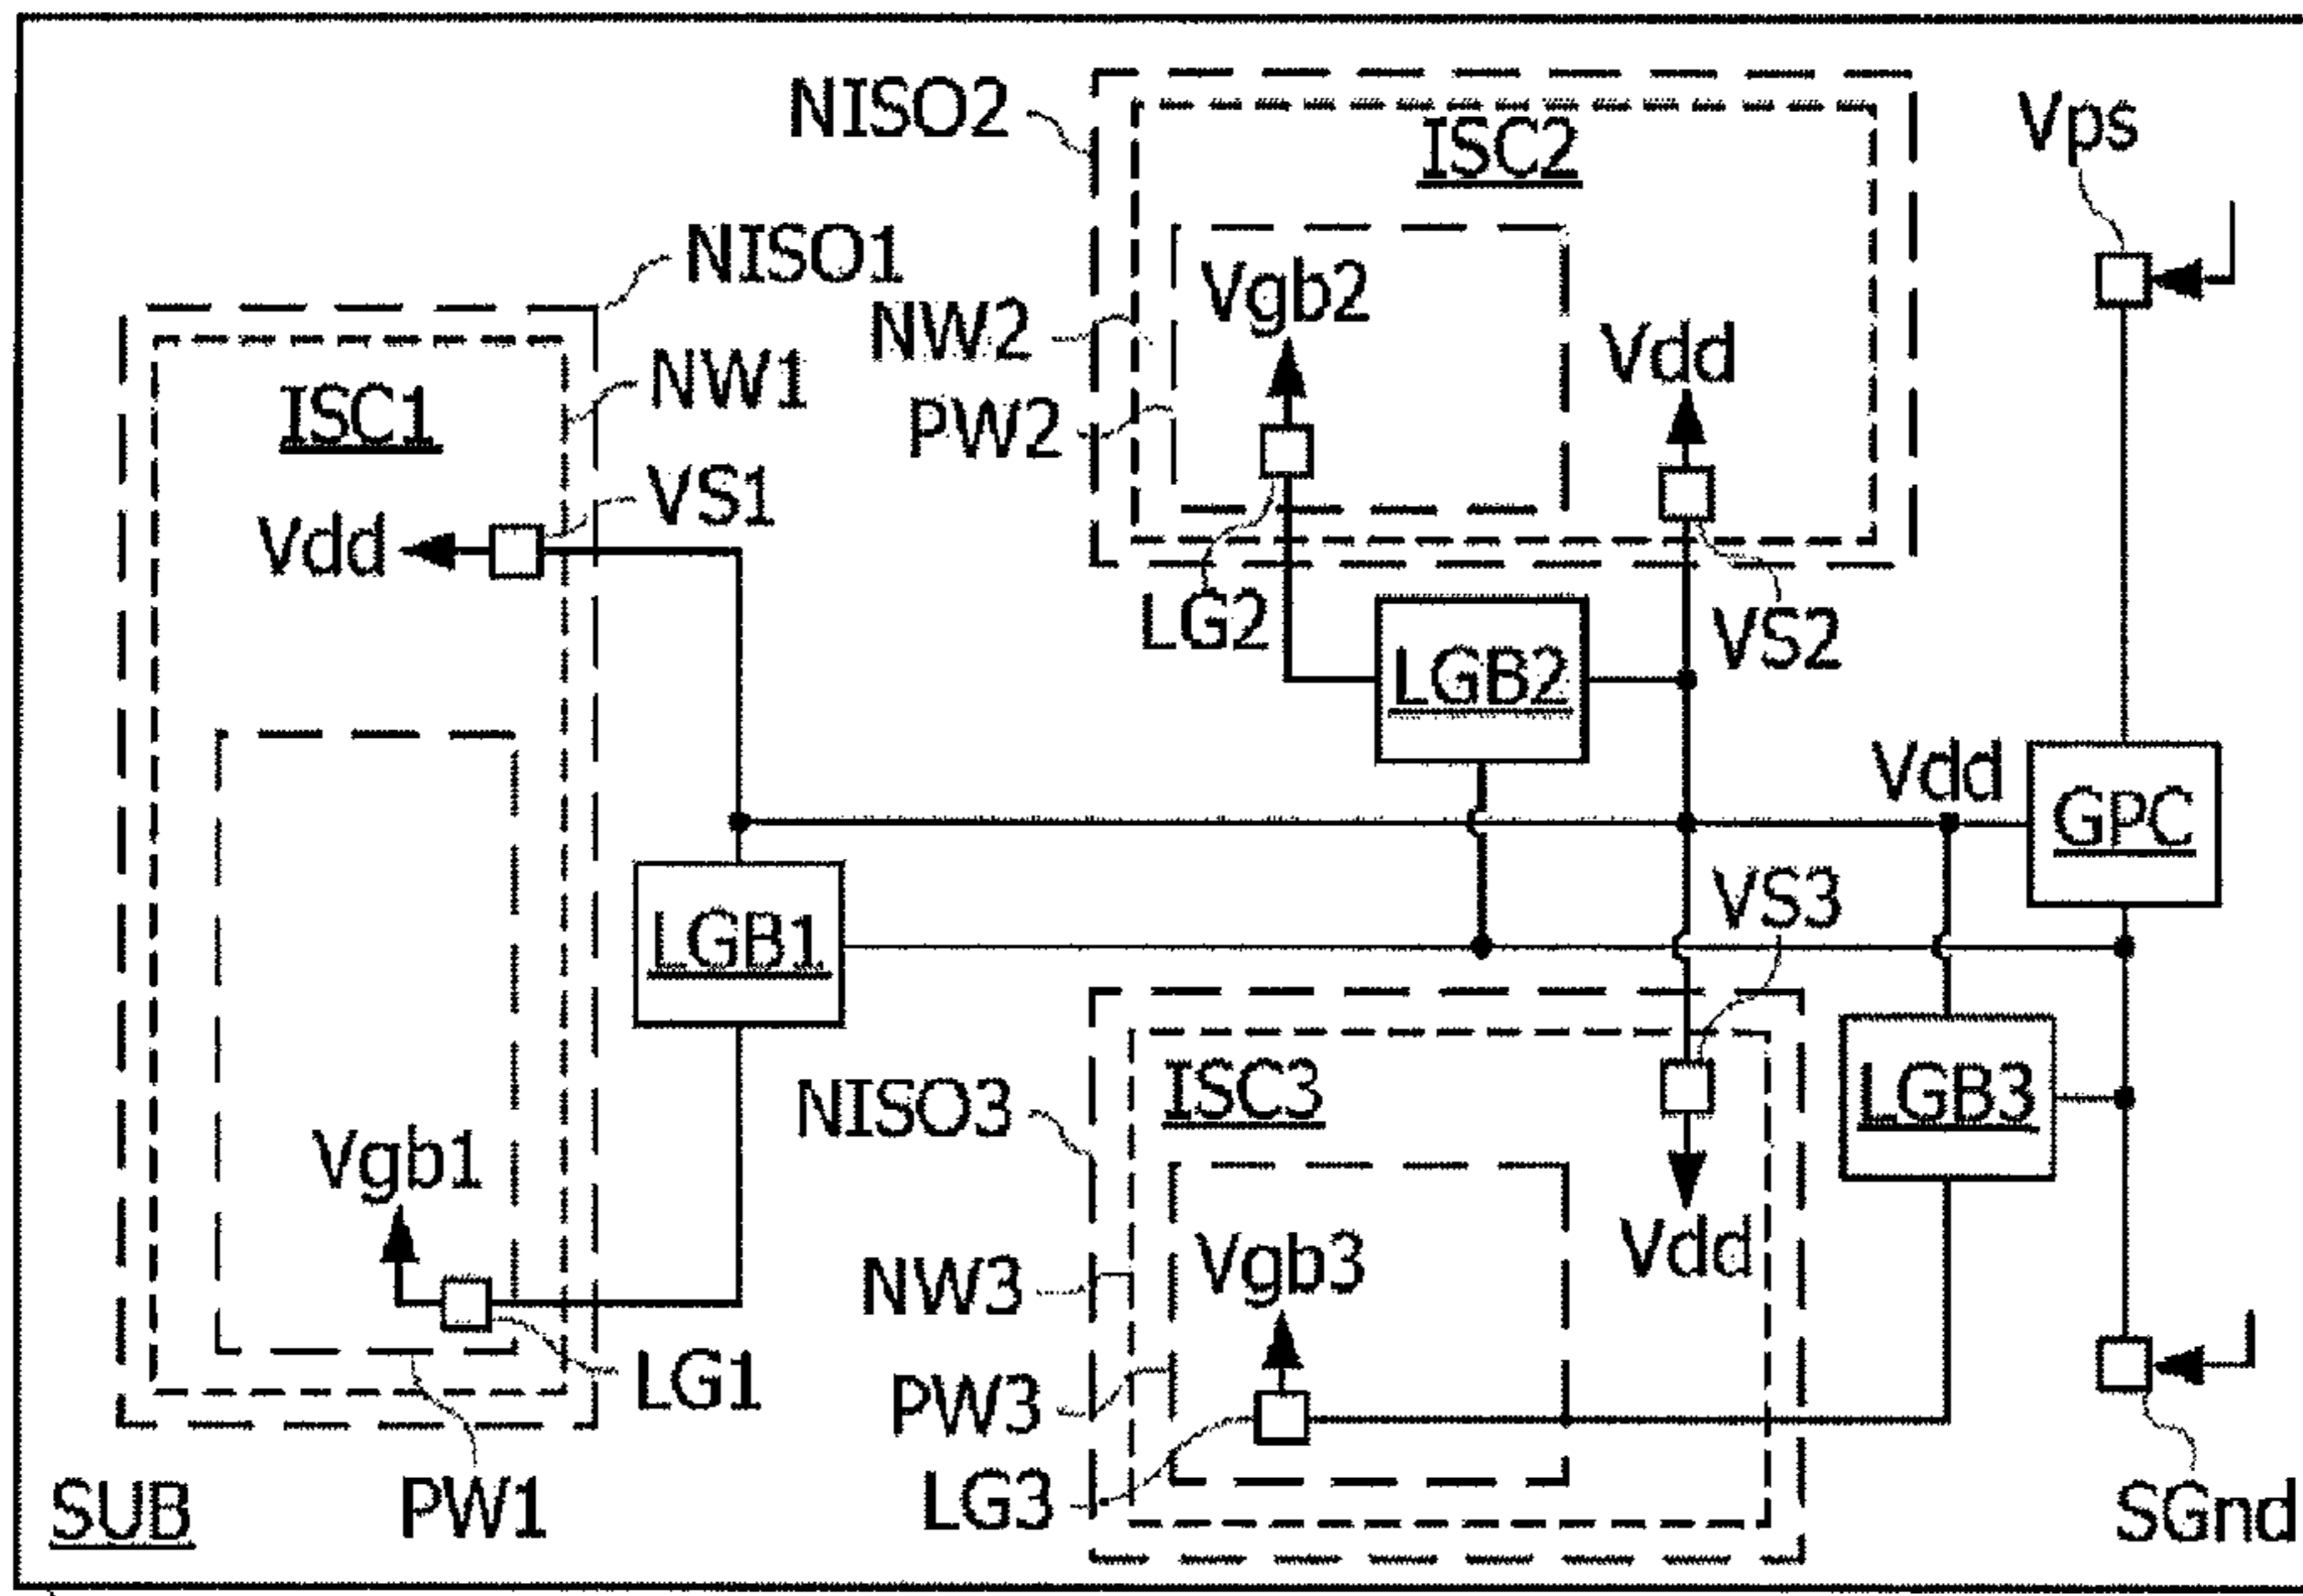 NISO2
ISC2
Vps
NISO1
Vgb2
NW2
Vdd
NW1
ISC1
PW2
VS1
Vdd
LG2
VS2
LGB2
Vdd
GPC
VS3
LGB1
ISC3
NISO3
LGB3
Vgb1
Vdd
Vgb3
NW3
LG1
PW3
LG3
PW1
SUB
SGnd